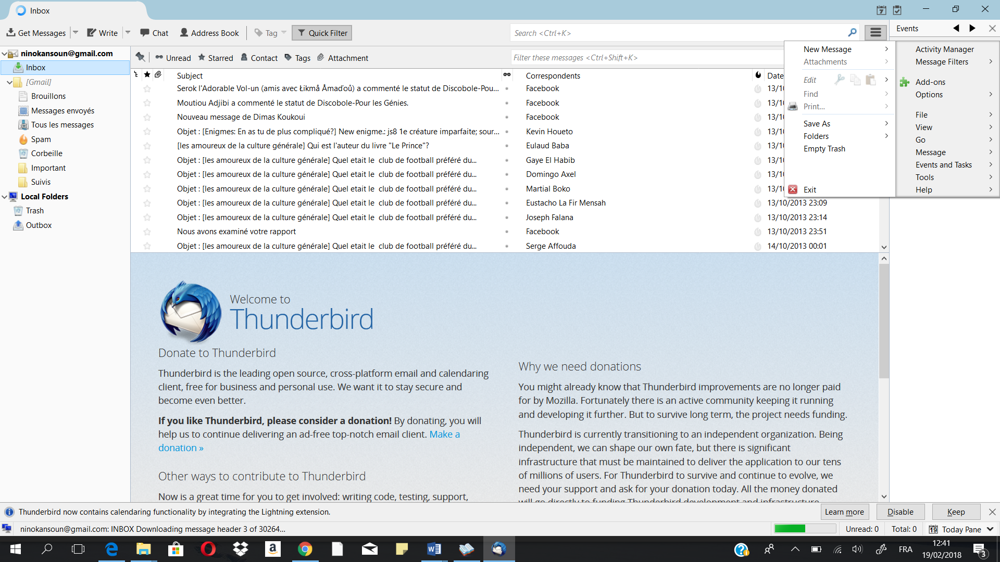 Inbox
Get Messages
Write
Chat
Address Book
Tag
Quick Filter
Search <Ctrl+K>
Events
ninokansoun@gmail.com
Inbox
[Gmail]
Brouillons
Messages envoyés
Tous les messages
Spam
Corbeille
Important
Suivis
Local Folders
Trash
Outbox
Unread
Starred
Contact
Tags
Attachment
Filter these messages <Ctrl+Shift+K>
Subject Correspondents Date
Serok l'Adorable Vol-un (amis avec Łikmå Åmaďoů) a commenté le statut de Discobole-Pou... Facebook 13/10
Moutiou Adjibi a commenté le statut de Discobole-Pour les Génies. Facebook 13/10
Nouveau message de Dimas Koukoui Facebook 13/10
Objet : [Enigmes: En as tu de plus compliqué?] New enigme.: js8 1e créature imparfaite; sour... Kevin Houeto 13/10
[les amoureux de la culture générale] Qui est l'auteur du livre "Le Prince"? Eulaud Baba 13/10
Objet : [les amoureux de la culture générale] Quel etait le  club de football préféré du... Gaye El Habib 13/10
Objet : [les amoureux de la culture générale] Quel etait le  club de football préféré du... Domingo Axel 13/10
Objet : [les amoureux de la culture générale] Quel etait le  club de football préféré du... Martial Boko 13/10
Objet : [les amoureux de la culture générale] Quel etait le  club de football préféré du... Eustacho La Fir Mensah 13/10/2013 23:09
Objet : [les amoureux de la culture générale] Quel etait le  club de football préféré du... Joseph Falana 13/10/2013 23:14
Nous avons examiné votre rapport Facebook 13/10/2013 23:51
Objet : [les amoureux de la culture générale] Quel etait le  club de football préféré du... Serge Affouda 14/10/2013 00:01
New Message
Attachments
Edit
Find
Print...
Save As
Folders
Empty Trash
Exit
Activity Manager
Message Filters
Add-ons
Options
File
View
Go
Message
Events and Tasks
Tools
Help
Welcome to
Thunderbird
Donate to Thunderbird
Thunderbird is the leading open source, cross-platform email and calendaring
client, free for business and personal use. We want it to stay secure and
become even better.
If you like Thunderbird, please consider a donation! By donating, you will
help us to continue delivering an ad-free top-notch email client. Make a
donation »
Other ways to contribute to Thunderbird
Now is a great time for you to get involved: writing code, testing, support,
Why we need donations
You might already know that Thunderbird improvements are no longer paid
for by Mozilla. Fortunately there is an active community keeping it running
and developing it further. But to survive long term, the project needs funding.
Thunderbird is currently transitioning to an independent organization. Being
independent, we can shape our own fate, but there is significant
infrastructure that must be maintained to deliver the application to our tens
of millions of users. For Thunderbird to survive and continue to evolve, we
need your support and ask for your donation today. All the money donated
will go directly to funding Thunderbird development and infrastructure.
Thunderbird now contains calendaring functionality by integrating the Lightning extension.
Learn more
Disable
Keep
ninokansoun@gmail.com: INBOX Downloading message header 3 of 30264...
Unread: 0
Total: 0
19 Today Pane
FRA
12:41
19/02/2018
3